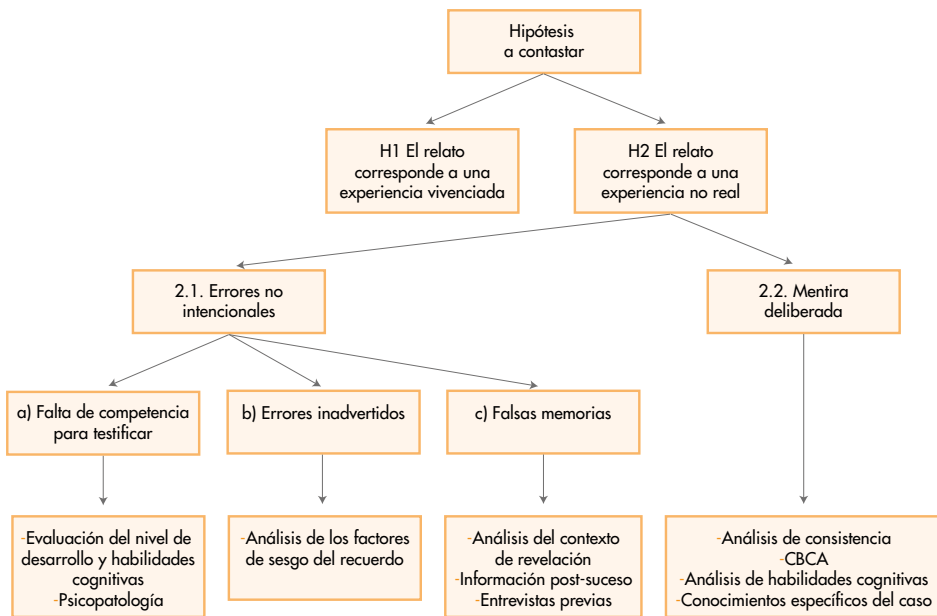 Hipótesis
a contastar
H1 El relato
corresponde a una
experiencia vivenciada
H2 El relato
corresponde a una
experiencia no real
2.1. Errores no
intencionales
2.2. Mentira
deliberada
a) Falta de competencia
para testificar
b) Errores inadvertidos
c) Falsas memorias
-Evaluación del nivel de
desarrollo y habilidades
cognitivas
-Psicopatología
-Análisis de los factores
de sesgo del recuerdo
-Análisis del contexto
de revelación
-Información post-suceso
-Entrevistas previas
-Análisis de consistencia
-CBCA
-Análisis de habilidades cognitivas
-Conocimientos específicos del caso